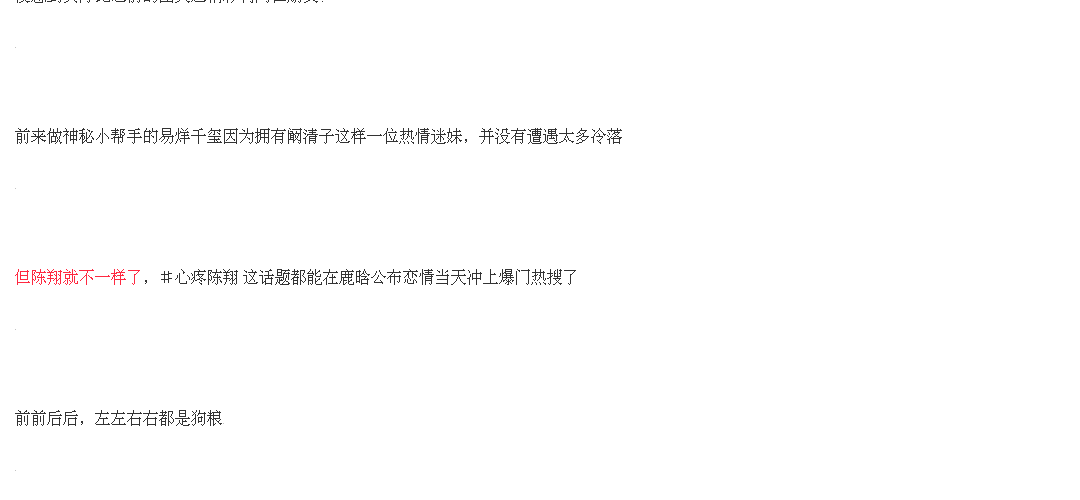 前来做神秘小帮手的易烊千玺因为拥有阚清子这样一位热情迷妹，并没有遭遇太多冷落
但陈翔就不一样了，＃心疼陈翔 这话题都能在鹿晗公布恋情当天冲上爆门热搜了
前前后后，左左右右都是狗粮